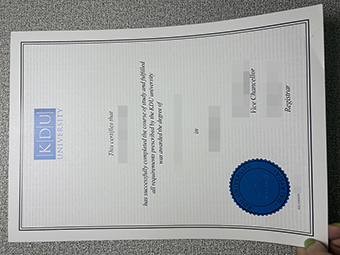 KDU
UNIVERSITY
This certifies that
has successfully completed the course of study and fulfilled
all requirements prescribed by the KDU university
was awarded the degree of
in
Vice Chancellor
Registrar